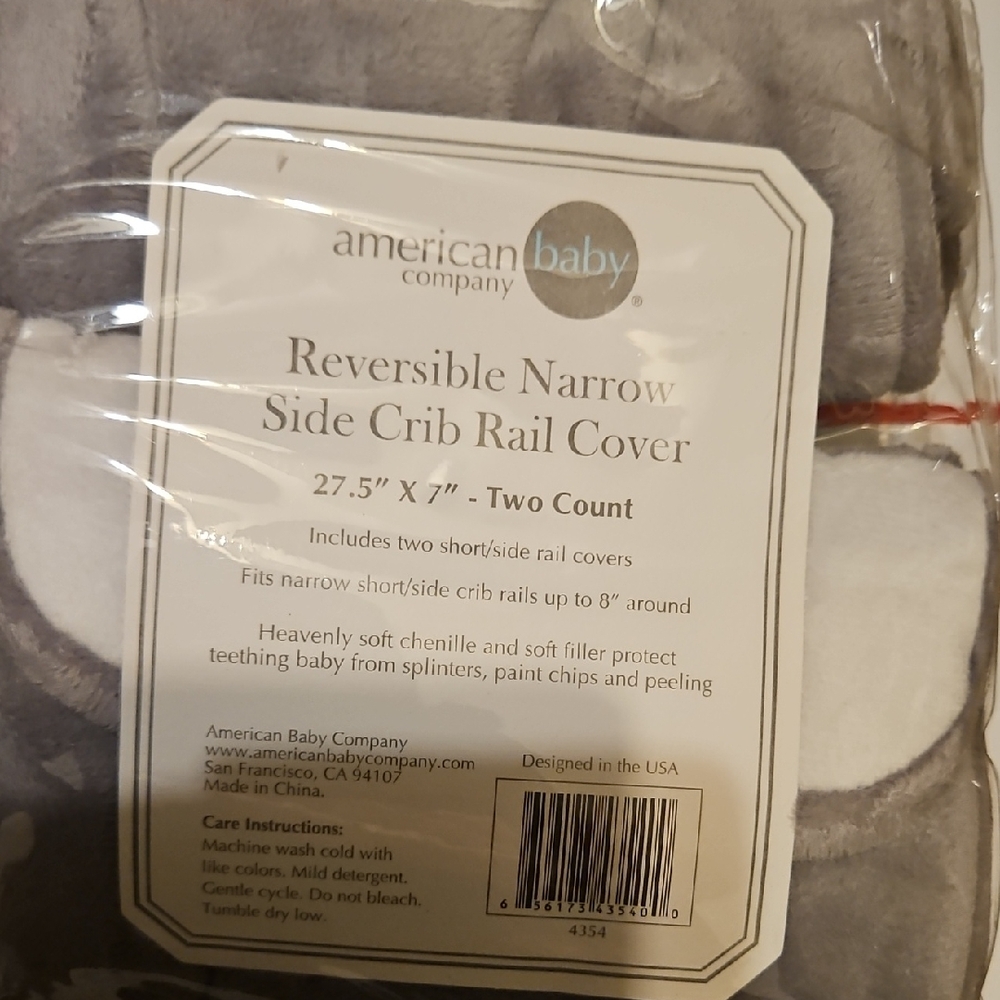 american baby
company
®
Reversible Narrow
Side Crib Rail Cover
27.5" X 7" - Two Count
Includes two short/side rail covers
Fits narrow short/side crib rails up to 8" around
Heavenly soft chenille and soft filler protect
teething baby from splinters, paint chips and peeling
American Baby Company
www.americanbabycompany.com
San Francisco, CA 94107
Made in China.
Designed in the USA
Care Instructions:
Machine wash cold with
like colors. Mild detergent.
Gentle cycle. Do not bleach.
Tumble dry low.
6 56173 43540 0
4354